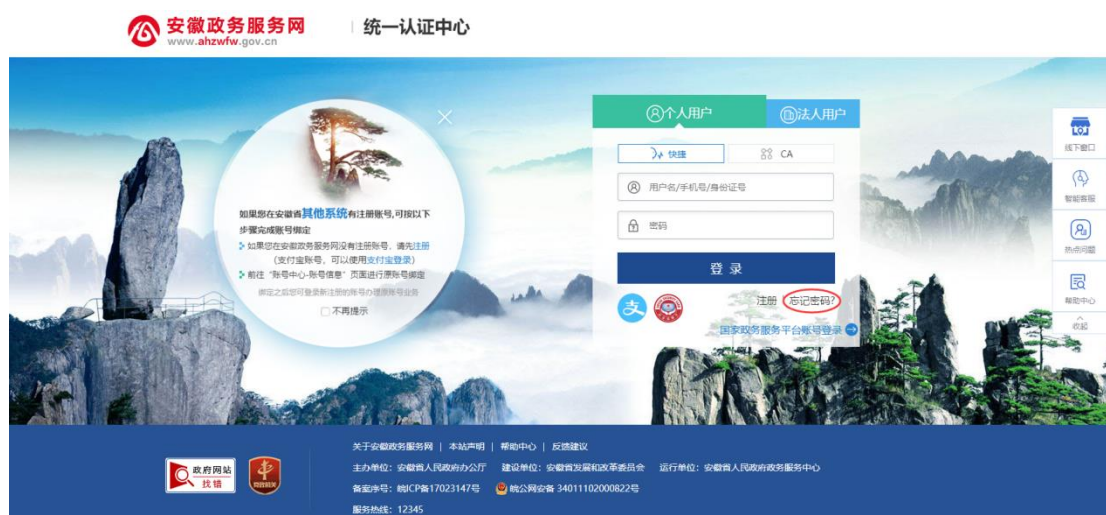 安徽政务服务网
www.ahzwfw.gov.cn
统一认证中心
如果您在安徽省其他系统有注册账号,可按以下
步骤完成账号绑定
如果您在安徽政务服务网没有注册账号、请先注册
(支付宝账号,可以使用支付宝登录)
前往“账号中心-账号信息”页面进行原账号绑定
绑定之后您可登录新注册的账号办理原账号业务
不再提示
个人用户
法人用户
快捷
CA
用户名/手机号/身份证号
密码
登 录
支
注册
忘记密码?
国家政务服务平台账号登录
线下窗口
智能客服
热点问题
帮助中心
收起
政府网站
找错
党政机关
关于安徽政务服务网 | 本站声明 | 帮助中心 | 反馈建议
主办单位:安徽省人民政府办公厅 建设单位:安徽省发展和改革委员会 运行单位:安徽省人民政府政务服务中心
备案序号:皖ICP备17023147号 皖公网安备 34011102000822号
服务热线:12345